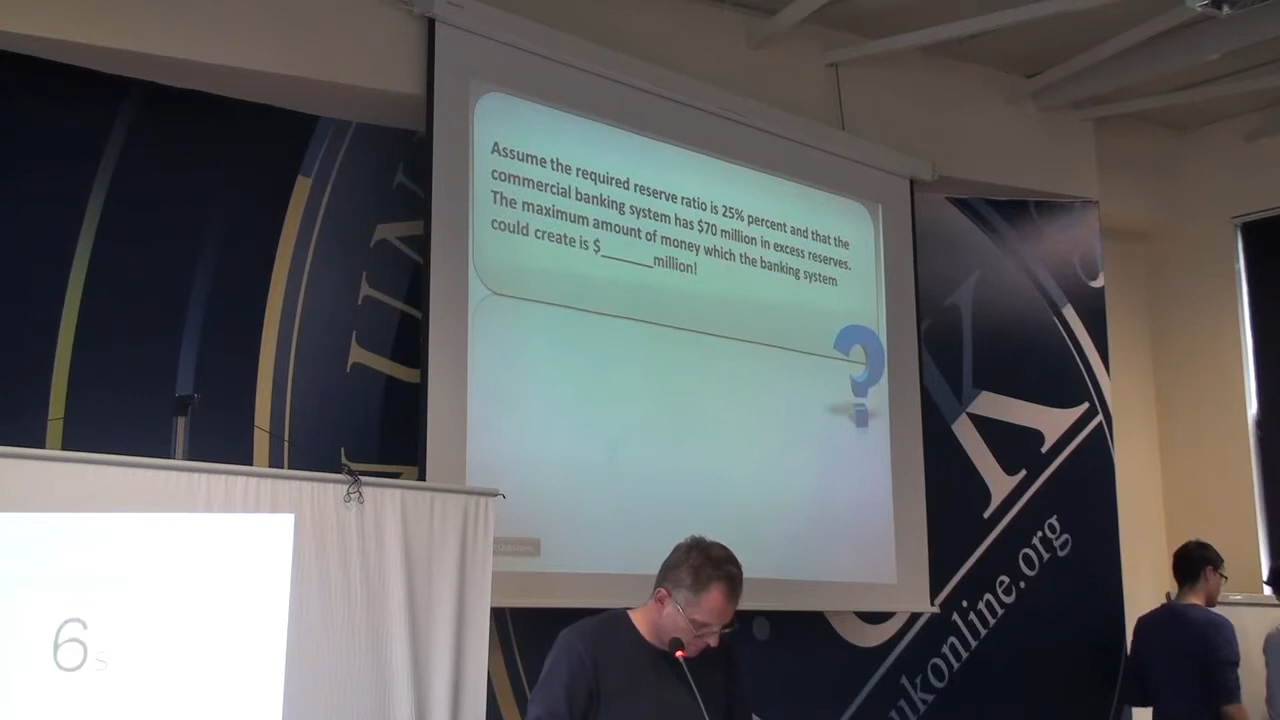 Assume the required reserve ratio is 25% percent and that the
commercial banking system has $70 million in excess reserves.
The maximum amount of money which the banking system
could create is $______million!
6s
ukonline.org